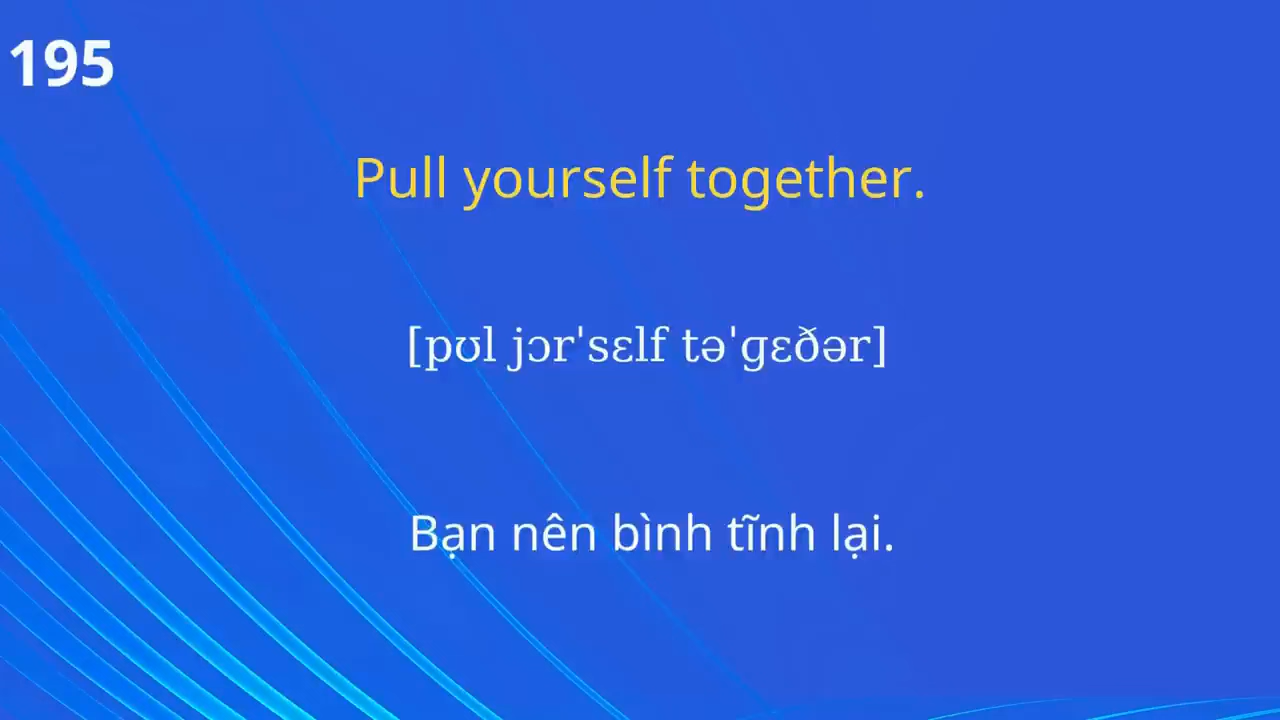 195
Pull yourself together.
[pʊl jɔrˈsɛlf təˈɡɛðər]
Bạn nên bình tĩnh lại.